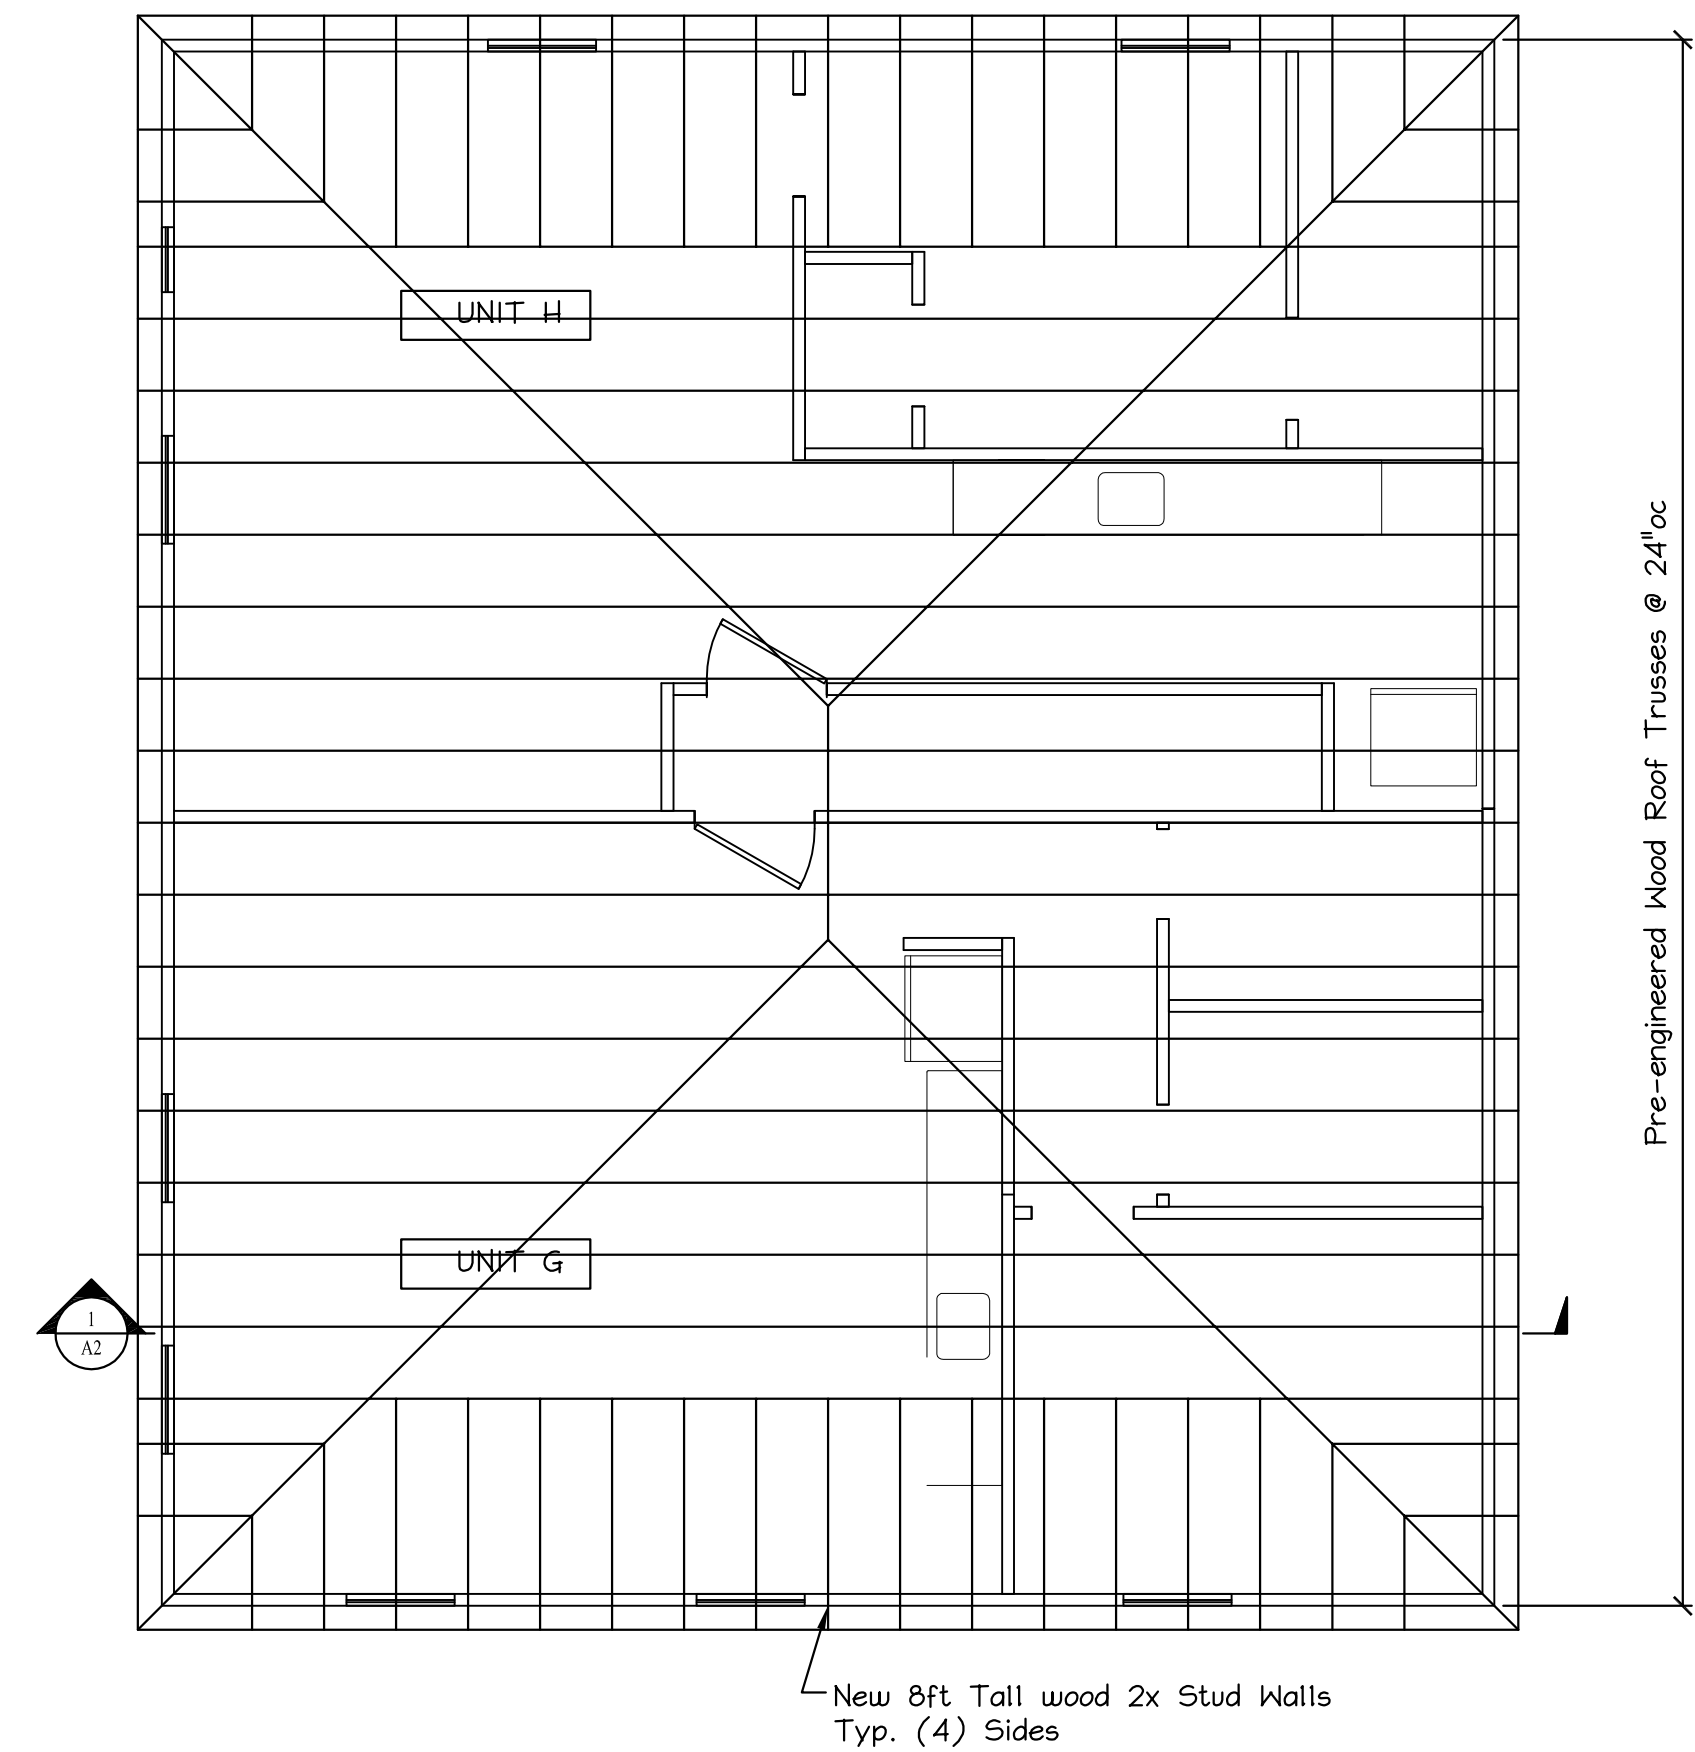 UNIT H
Pre-engineered Wood Roof Trusses @ 24"oc
UNIT G
1
A2
New 8ft Tall wood 2x Stud Walls
Typ. (4) Sides